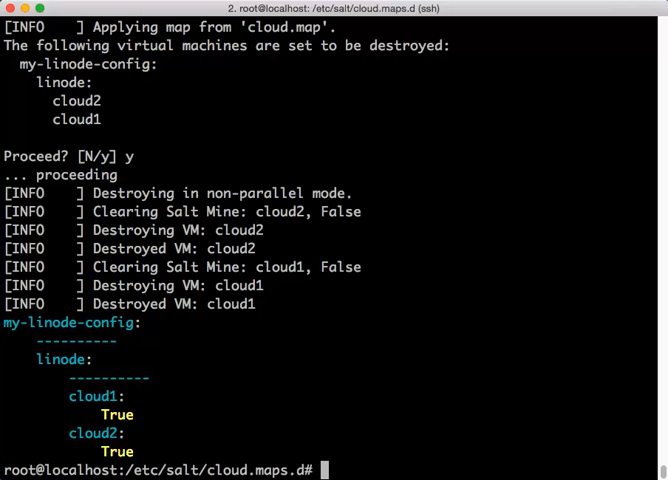 2. root@localhost: /etc/salt/cloud.maps.d (ssh)
[INFO    ] Applying map from 'cloud.map'.
The following virtual machines are set to be destroyed:
  my-linode-config:
    linode:
      cloud2
      cloud1

Proceed? [N/y] y
... proceeding
[INFO    ] Destroying in non-parallel mode.
[INFO    ] Clearing Salt Mine: cloud2, False
[INFO    ] Destroying VM: cloud2
[INFO    ] Destroyed VM: cloud2
[INFO    ] Clearing Salt Mine: cloud1, False
[INFO    ] Destroying VM: cloud1
[INFO    ] Destroyed VM: cloud1
my-linode-config:
    ----------
    linode:
        ----------
        cloud1:
            True
        cloud2:
            True
root@localhost:/etc/salt/cloud.maps.d#